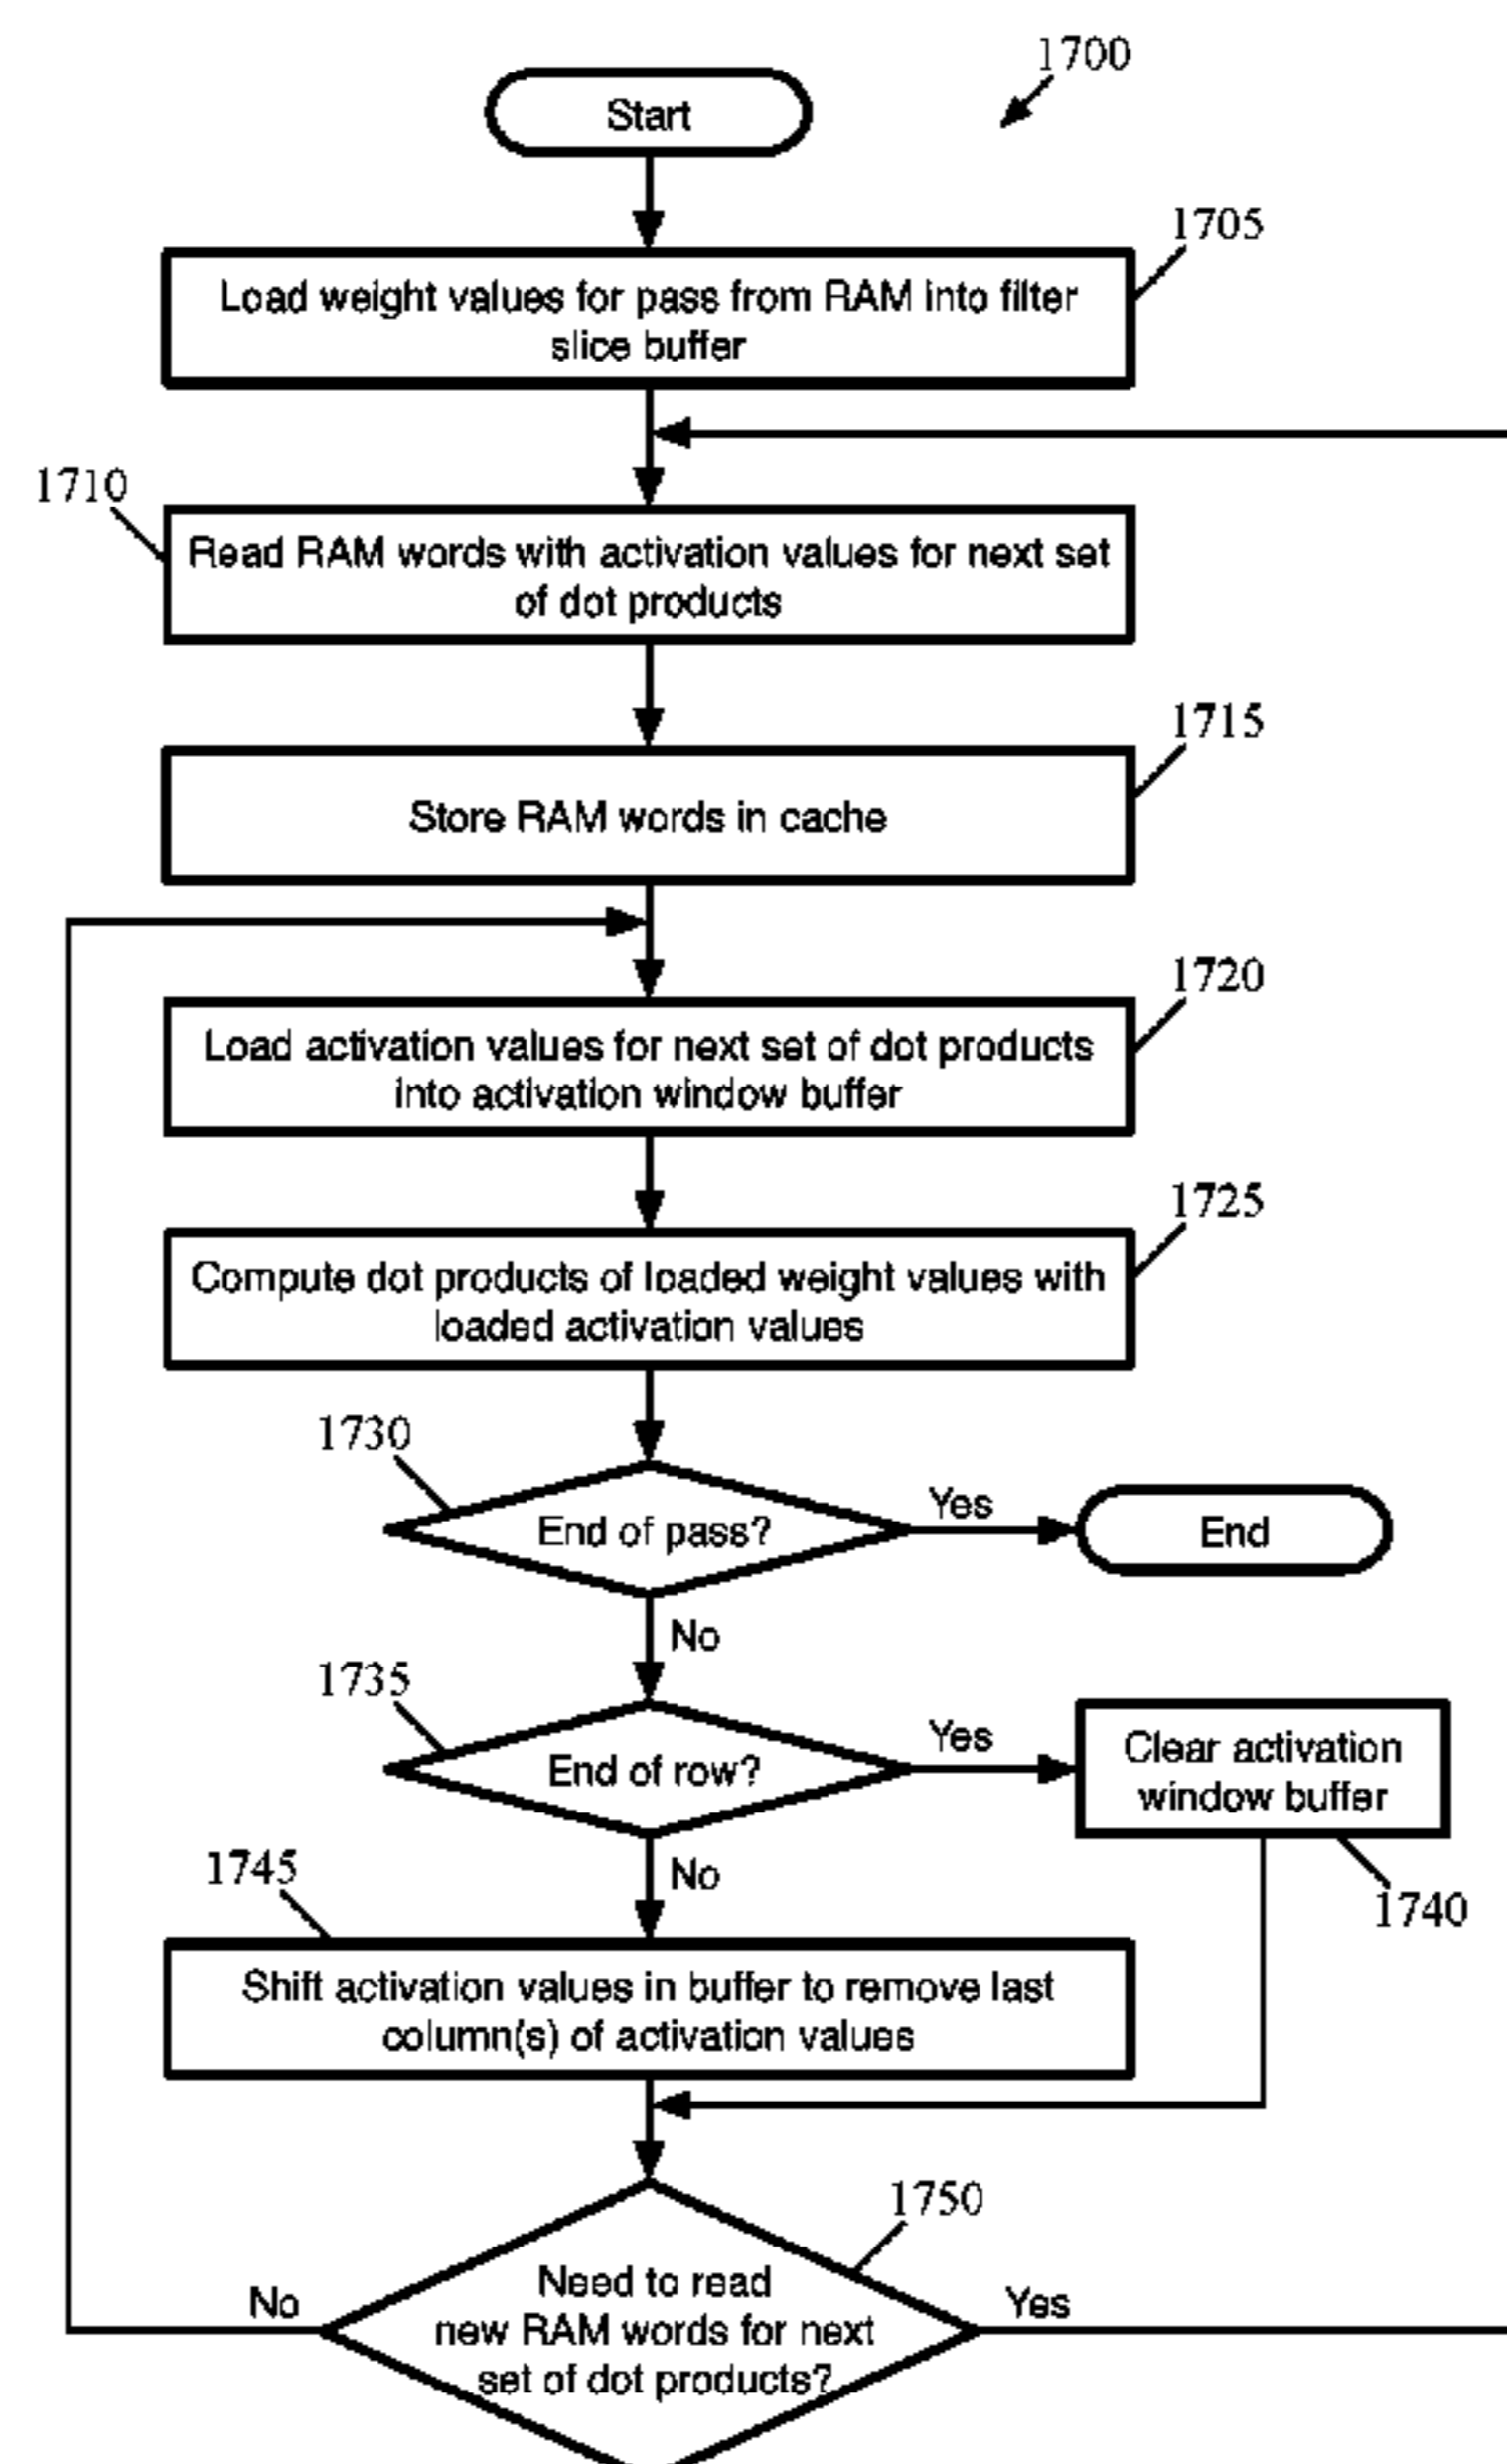 1700
Start
1705
Load weight values for pass from RAM into filter
slice buffer
1710
Read RAM words with activation values for next set
of dot products
1715
Store RAM words in cache
1720
Load activation values for next set of dot products
into activation window buffer
1725
Compute dot products of loaded weight values with
loaded activation values
1730
End of pass?
Yes
End
No
1735
End of row?
Yes
Clear activation
window buffer
1740
No
1745
Shift activation values in buffer to remove last
column(s) of activation values
1750
Need to read
new RAM words for next
set of dot products?
No
Yes